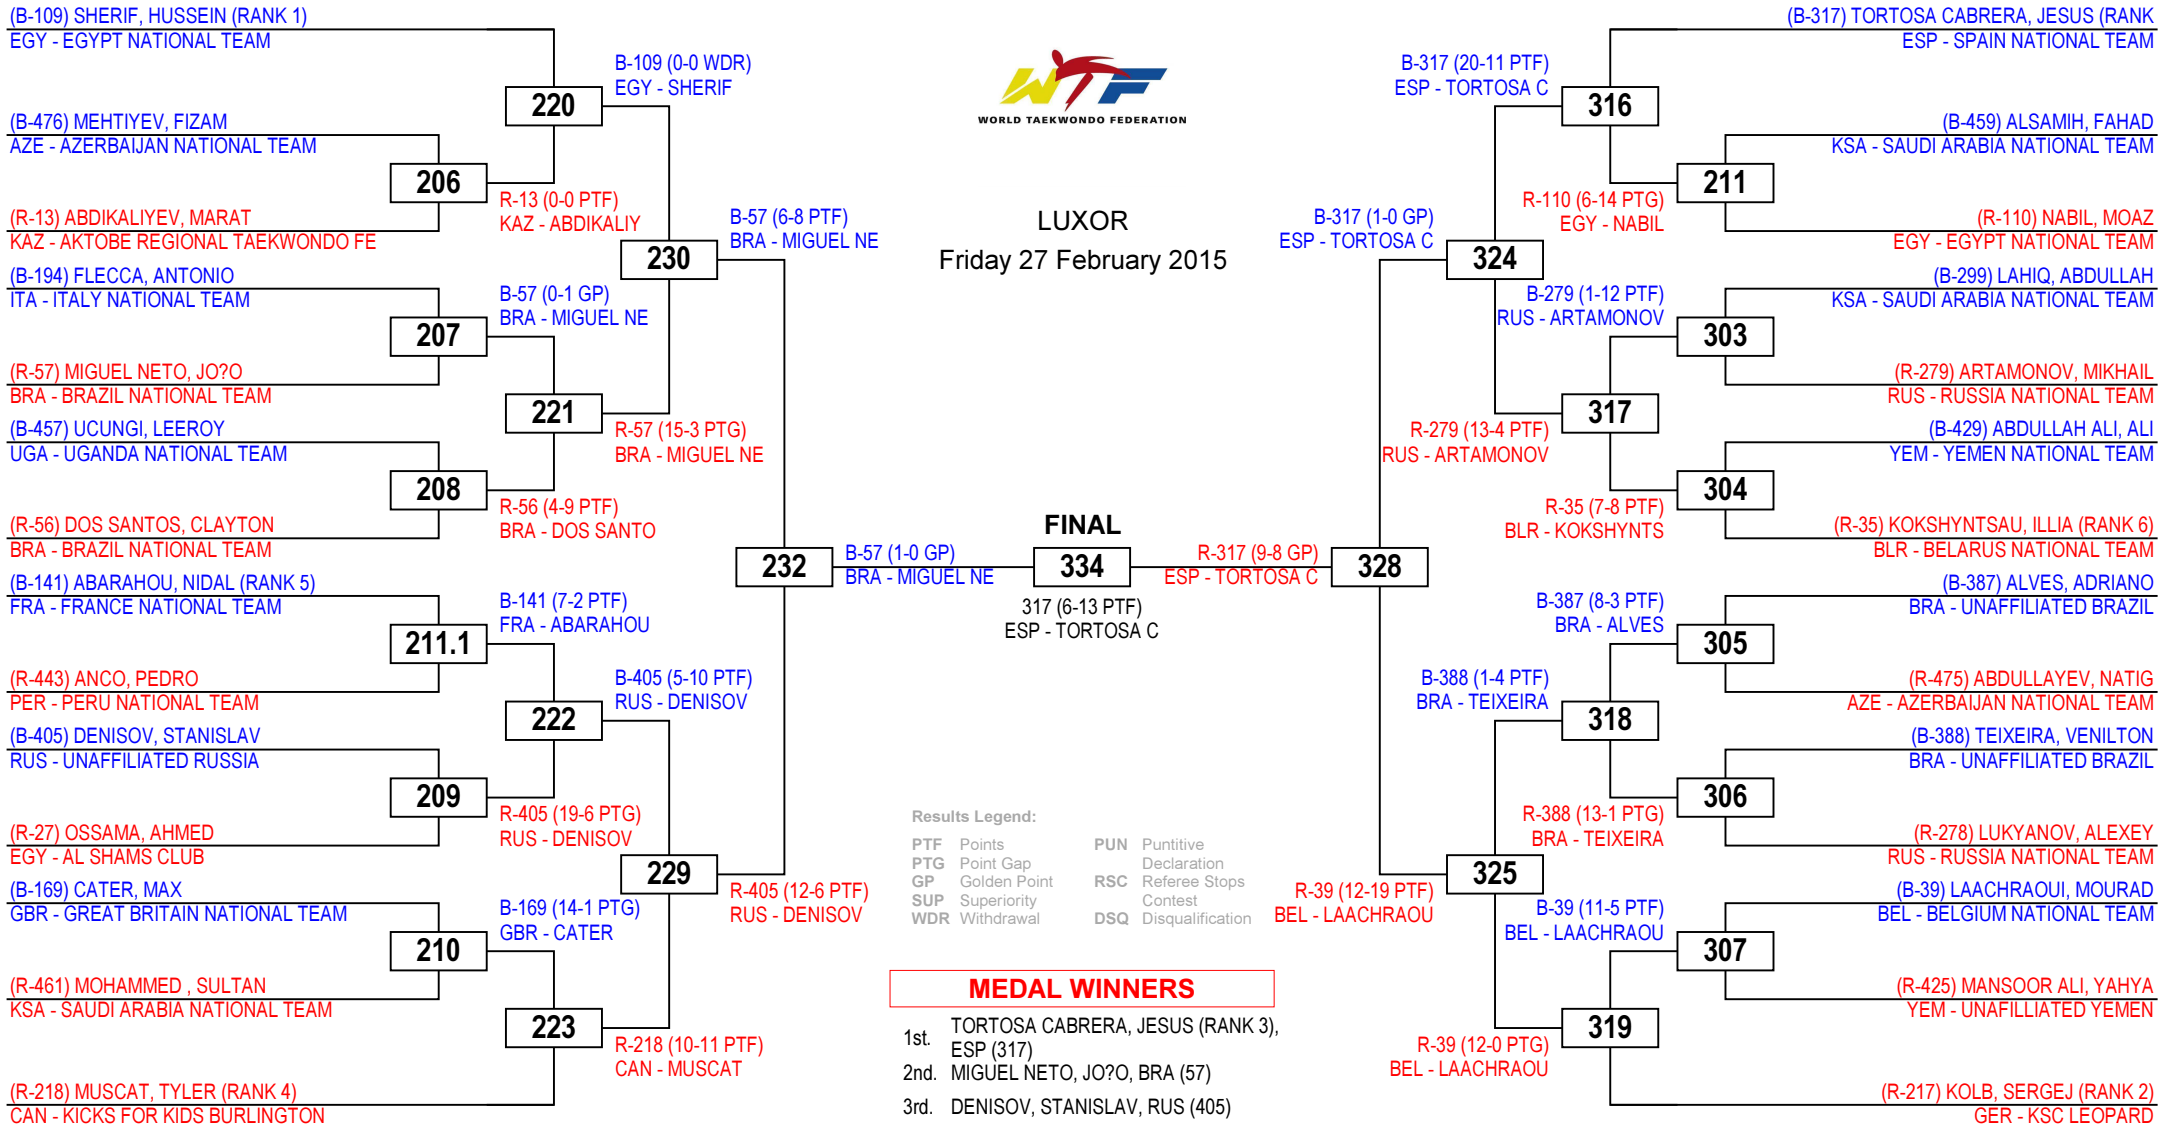 (B-109) SHERIF, HUSSEIN (RANK 1)
EGY - EGYPT NATIONAL TEAM
(B-476) MEHTIYEV, FIZAM
AZE - AZERBAIJAN NATIONAL TEAM
206
(R-13) ABDIKALIYEV, MARAT
KAZ - AKTOBE REGIONAL TAEKWONDO FE
(B-194) FLECCA, ANTONIO
ITA - ITALY NATIONAL TEAM
207
(R-57) MIGUEL NETO, JO?O
BRA - BRAZIL NATIONAL TEAM
(B-457) UCUNGI, LEEROY
UGA - UGANDA NATIONAL TEAM
208
(R-56) DOS SANTOS, CLAYTON
BRA - BRAZIL NATIONAL TEAM
(B-141) ABARAHOU, NIDAL (RANK 5)
FRA - FRANCE NATIONAL TEAM
211.1
(R-443) ANCO, PEDRO
PER - PERU NATIONAL TEAM
(B-405) DENISOV, STANISLAV
RUS - UNAFFILIATED RUSSIA
209
(R-27) OSSAMA, AHMED
EGY - AL SHAMS CLUB
(B-169) CATER, MAX
GBR - GREAT BRITAIN NATIONAL TEAM
210
(R-461) MOHAMMED , SULTAN
KSA - SAUDI ARABIA NATIONAL TEAM
(R-218) MUSCAT, TYLER (RANK 4)
CAN - KICKS FOR KIDS BURLINGTON
220
R-13 (0-0 PTF)
KAZ - ABDIKALIY
B-57 (0-1 GP)
BRA - MIGUEL NE
221
R-56 (4-9 PTF)
BRA - DOS SANTO
B-141 (7-2 PTF)
FRA - ABARAHOU
222
R-405 (19-6 PTG)
RUS - DENISOV
B-169 (14-1 PTG)
GBR - CATER
223
B-109 (0-0 WDR)
EGY - SHERIF
230
R-57 (15-3 PTG)
BRA - MIGUEL NE
B-405 (5-10 PTF)
RUS - DENISOV
229
R-218 (10-11 PTF)
CAN - MUSCAT
B-57 (6-8 PTF)
BRA - MIGUEL NE
232
R-405 (12-6 PTF)
RUS - DENISOV
B-57 (1-0 GP)
BRA - MIGUEL NE
WTF
WORLD TAEKWONDO FEDERATION
LUXOR
Friday 27 February 2015
FINAL
334
317 (6-13 PTF)
ESP - TORTOSA C
R-317 (9-8 GP)
ESP - TORTOSA C
Results Legend:
PTF Points
PTG Point Gap
GP Golden Point
SUP Superiority
WDR Withdrawal
PUN Puntitive
Declaration
RSC Referee Stops
Contest
DSQ Disqualification
MEDAL WINNERS
1st. TORTOSA CABRERA, JESUS (RANK 3),
ESP (317)
2nd. MIGUEL NETO, JO?O, BRA (57)
3rd. DENISOV, STANISLAV, RUS (405)
B-317 (1-0 GP)
ESP - TORTOSA C
328
R-39 (12-19 PTF)
BEL - LAACHRAOU
B-317 (20-11 PTF)
ESP - TORTOSA C
324
R-279 (13-4 PTF)
RUS - ARTAMONOV
B-388 (1-4 PTF)
BRA - TEIXEIRA
325
R-39 (12-0 PTG)
BEL - LAACHRAOU
316
R-110 (6-14 PTG)
EGY - NABIL
B-279 (1-12 PTF)
RUS - ARTAMONOV
317
R-35 (7-8 PTF)
BLR - KOKSHYNTS
B-387 (8-3 PTF)
BRA - ALVES
318
R-388 (13-1 PTG)
BRA - TEIXEIRA
B-39 (11-5 PTF)
BEL - LAACHRAOU
319
(B-317) TORTOSA CABRERA, JESUS (RANK
ESP - SPAIN NATIONAL TEAM
(B-459) ALSAMIH, FAHAD
KSA - SAUDI ARABIA NATIONAL TEAM
211
(R-110) NABIL, MOAZ
EGY - EGYPT NATIONAL TEAM
(B-299) LAHIQ, ABDULLAH
KSA - SAUDI ARABIA NATIONAL TEAM
303
(R-279) ARTAMONOV, MIKHAIL
RUS - RUSSIA NATIONAL TEAM
(B-429) ABDULLAH ALI, ALI
YEM - YEMEN NATIONAL TEAM
304
(R-35) KOKSHYNTSAU, ILLIA (RANK 6)
BLR - BELARUS NATIONAL TEAM
(B-387) ALVES, ADRIANO
BRA - UNAFFILIATED BRAZIL
305
(R-475) ABDULLAYEV, NATIG
AZE - AZERBAIJAN NATIONAL TEAM
(B-388) TEIXEIRA, VENILTON
BRA - UNAFFILIATED BRAZIL
306
(R-278) LUKYANOV, ALEXEY
RUS - RUSSIA NATIONAL TEAM
(B-39) LAACHRAOUI, MOURAD
BEL - BELGIUM NATIONAL TEAM
307
(R-425) MANSOOR ALI, YAHYA
YEM - UNAFILLIATED YEMEN
(R-217) KOLB, SERGEJ (RANK 2)
GER - KSC LEOPARD